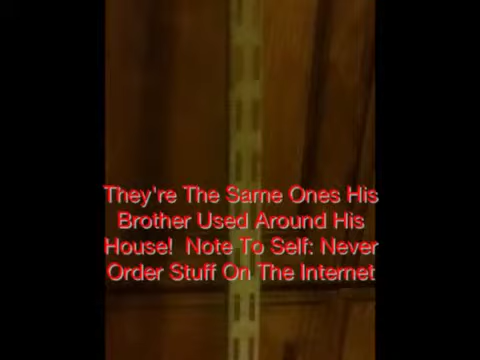 They're The Same Ones His
Brother Used Around His
House!  Note To Self: Never
Order Stuff On The Internet